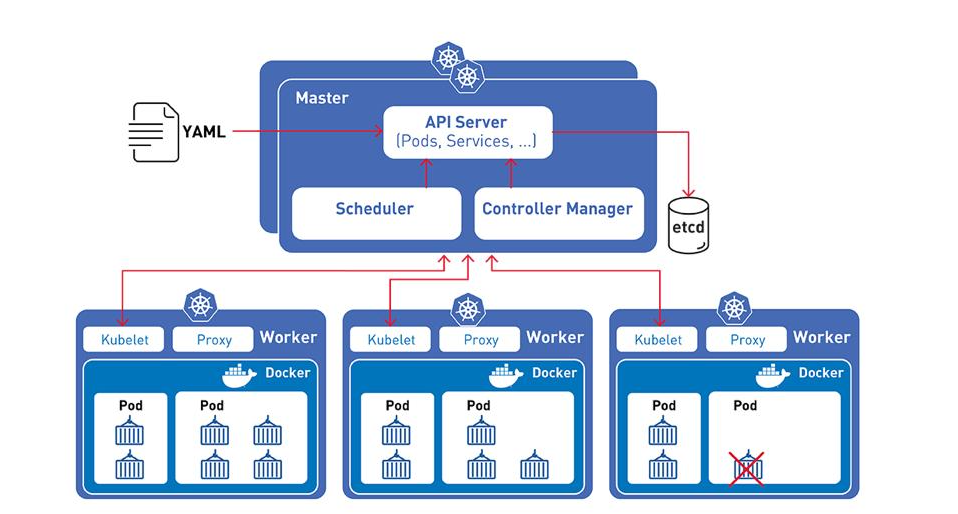 Master
YAML
API Server
(Pods, Services, ...)
Scheduler
Controller Manager
etcd
Kubelet
Proxy
Worker
Docker
Pod
Pod
Kubelet
Proxy
Worker
Docker
Pod
Pod
Kubelet
Proxy
Worker
Docker
Pod
Pod